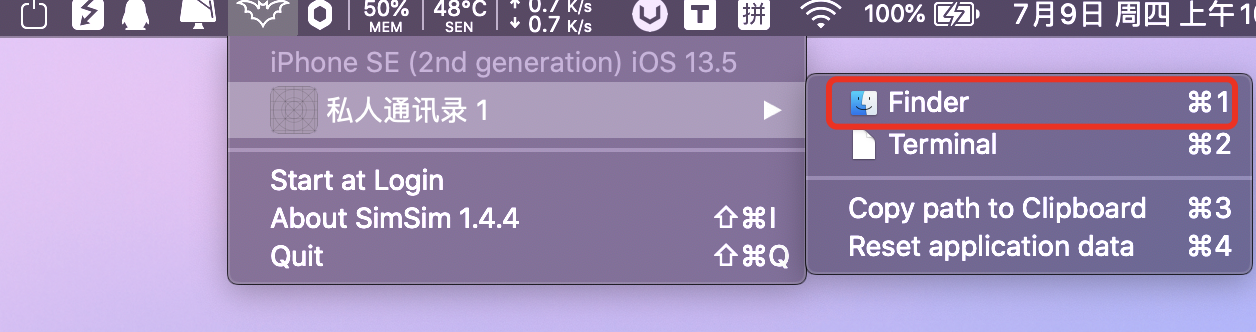 50% 48°C ↑ 0.7 K/s
MEM SEN ↓ 0.7 K/s
T 拼 100% 7月9日 周四 上午1
iPhone SE (2nd generation) iOS 13.5
私人通讯录 1 ▶
Start at Login
About SimSim 1.4.4 ⇧⌘I
Quit ⇧⌘Q
Finder ⌘1
Terminal ⌘2
Copy path to Clipboard ⌘3
Reset application data ⌘4